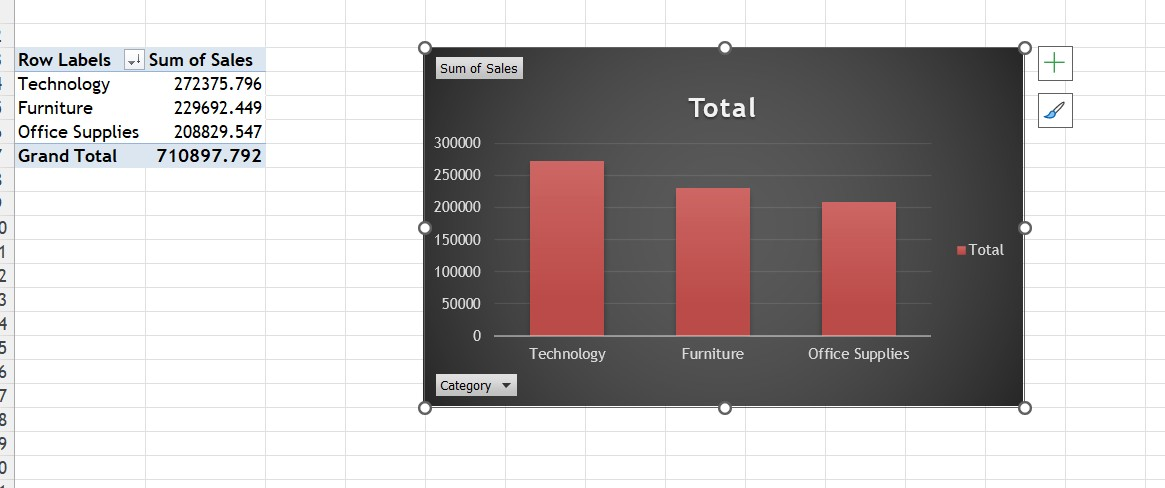 Row Labels Sum of Sales
Technology 272375.796
Furniture 229692.449
Office Supplies 208829.547
Grand Total 710897.792
Sum of Sales
Total
300000
250000
200000
150000
100000
50000
0
Technology Furniture Office Supplies
Total
Category